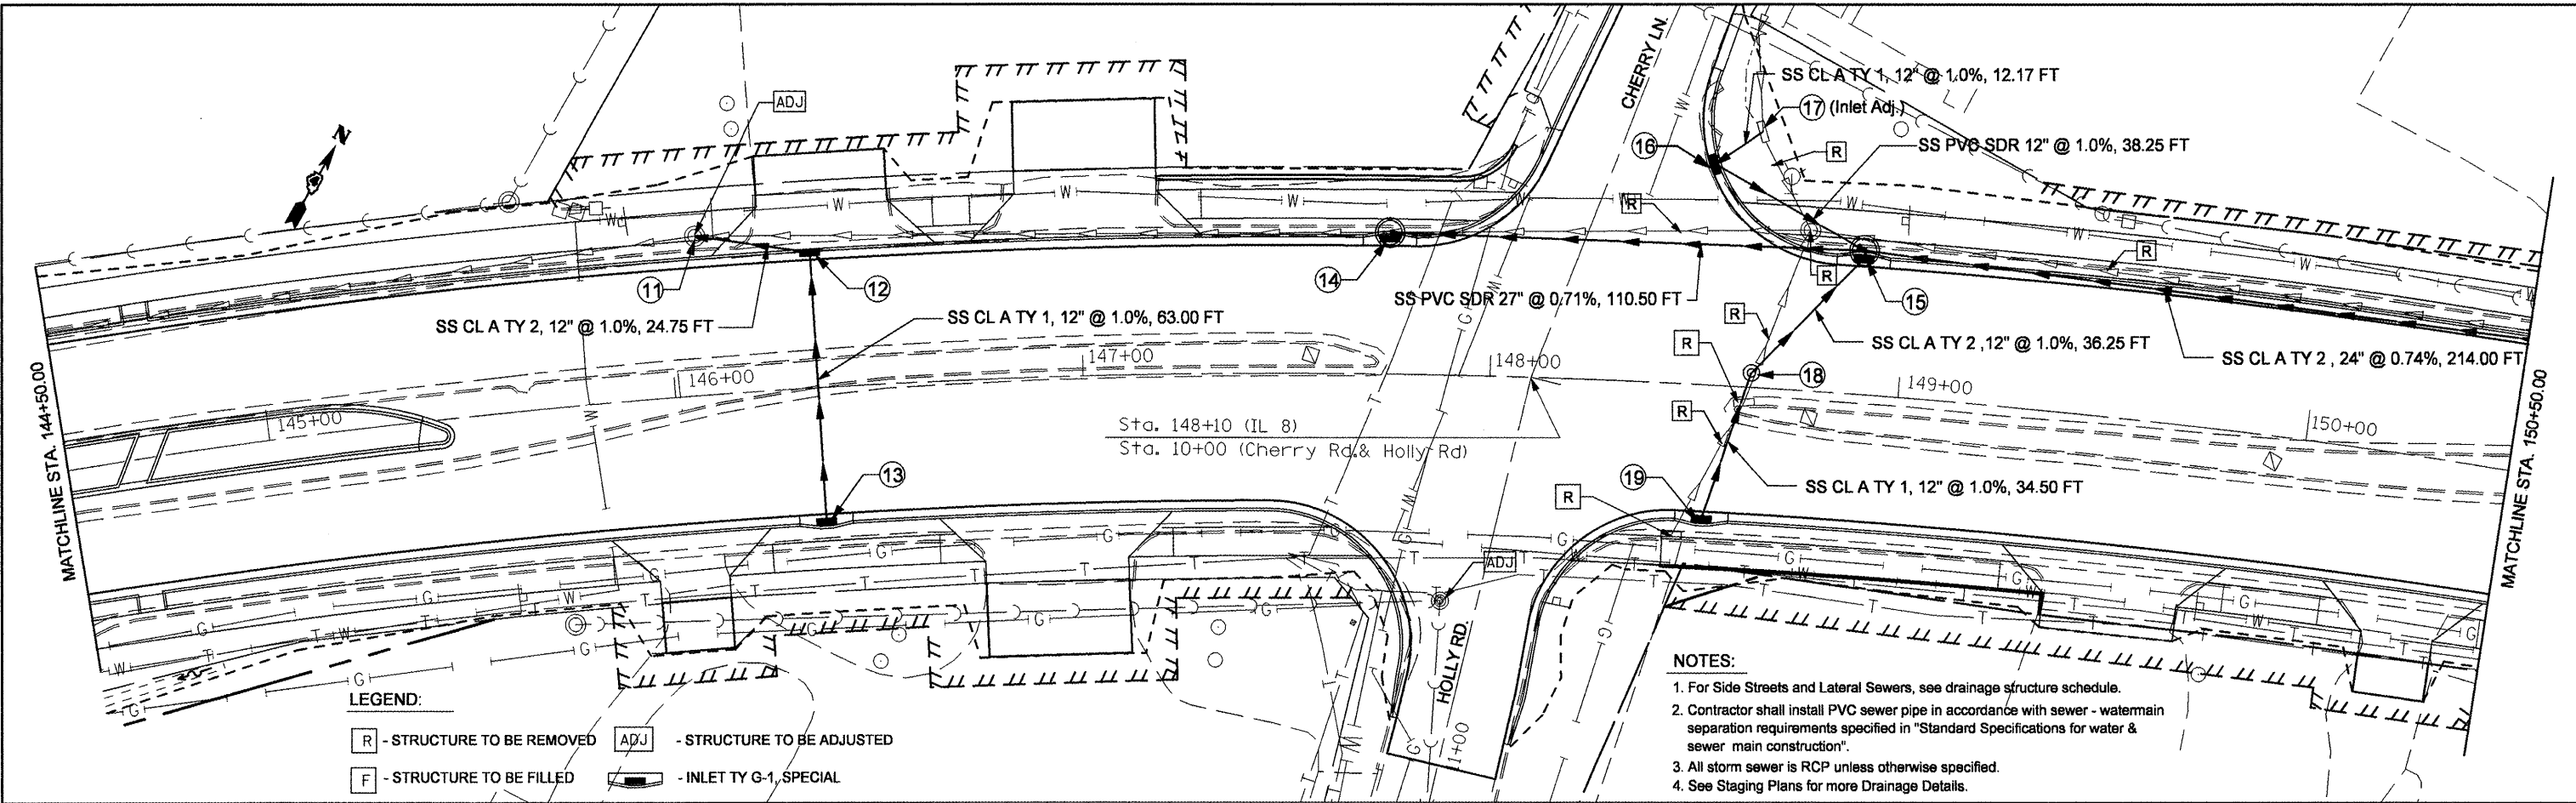 CHERRY LN.
SS CL A TY 1, 12" @ 1.0%, 12.17 FT
ADJ
17 (Inlet Adj.)
N
16
R
SS PVC SDR 12" @ 1.0%, 38.25 FT
R
R
11
12
14
R
15
SS PVC SDR 27" @ 0.71%, 110.50 FT
SS CL A TY 2, 12" @ 1.0%, 24.75 FT
SS CL A TY 1, 12" @ 1.0%, 63.00 FT
R
R
SS CL A TY 2 ,12" @ 1.0%, 36.25 FT
SS CL A TY 2 , 24" @ 0.74%, 214.00 FT
MATCHLINE STA. 144+50.00
145+00
146+00
147+00
148+00
18
149+00
150+00
MATCHLINE STA. 150+50.00
R
Sta. 148+10 (IL 8)
Sta. 10+00 (Cherry Rd.& Holly Rd)
13
19
R
SS CL A TY 1, 12" @ 1.0%, 34.50 FT
ADJ
HOLLY RD.
1+00
LEGEND:
R - STRUCTURE TO BE REMOVED
ADJ - STRUCTURE TO BE ADJUSTED
F - STRUCTURE TO BE FILLED
- INLET TY G-1, SPECIAL
NOTES:
1. For Side Streets and Lateral Sewers, see drainage structure schedule.
2. Contractor shall install PVC sewer pipe in accordance with sewer - watermain
separation requirements specified in "Standard Specifications for water &
sewer main construction".
3. All storm sewer is RCP unless otherwise specified.
4. See Staging Plans for more Drainage Details.